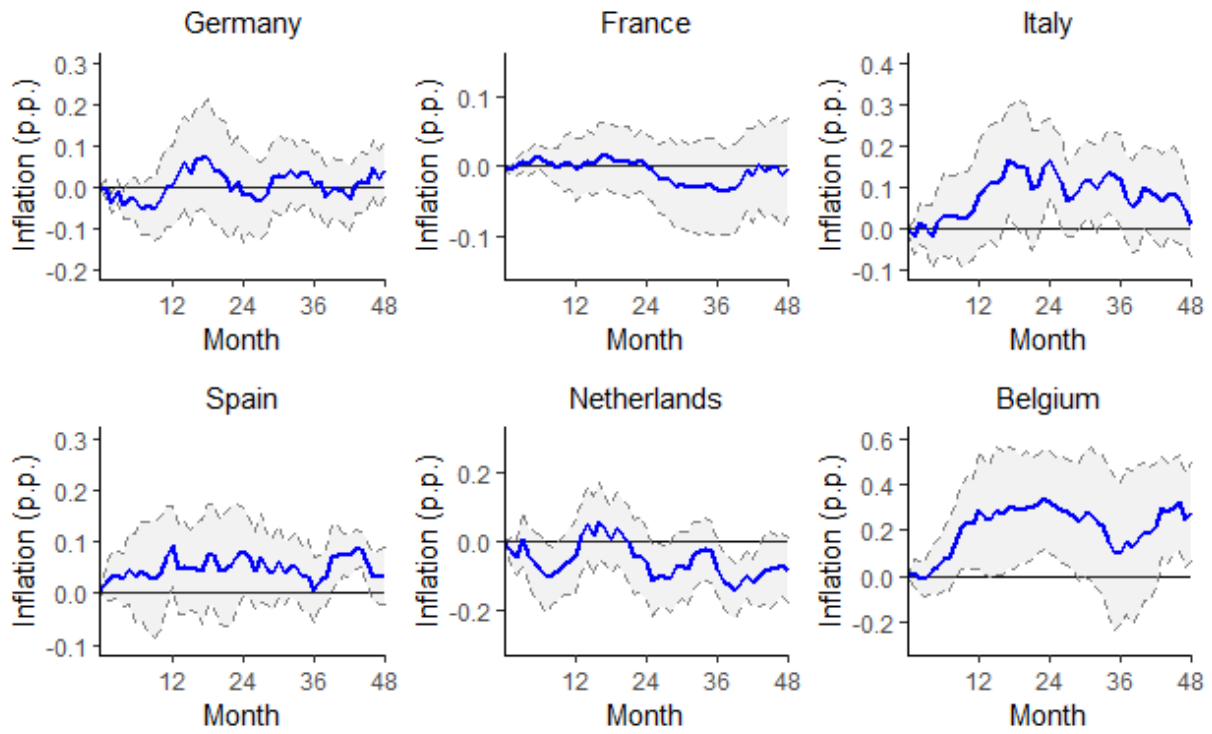 Germany
France
Italy
Inflation (p.p.)
0.3
0.2
0.1
0.0
-0.1
-0.2
12 24 36 48
Month
Inflation (p.p.)
0.1
0.0
-0.1
12 24 36 48
Month
Inflation (p.p.)
0.4
0.3
0.2
0.1
0.0
-0.1
12 24 36 48
Month
Spain
Netherlands
Belgium
Inflation (p.p.)
0.3
0.2
0.1
0.0
-0.1
12 24 36 48
Month
Inflation (p.p.)
0.2
0.0
-0.2
12 24 36 48
Month
Inflation (p.p.)
0.6
0.4
0.2
0.0
-0.2
12 24 36 48
Month